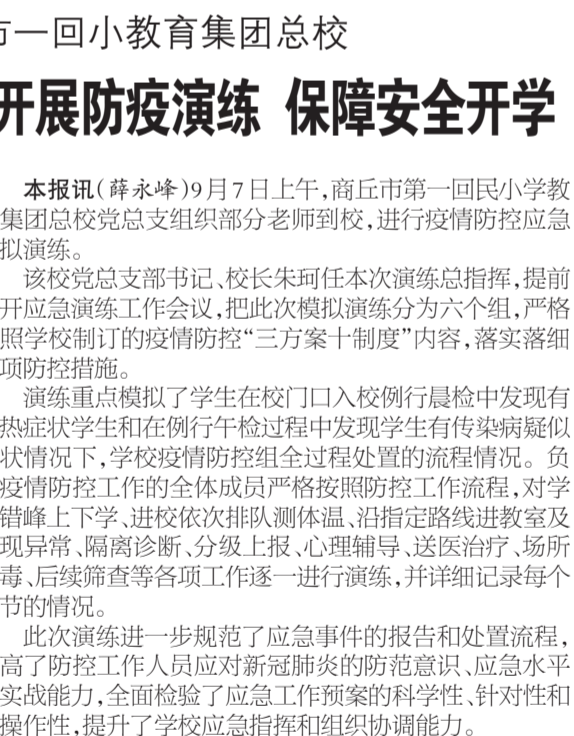 市一回小教育集团总校
开展防疫演练 保障安全开学
本报讯(薛永峰)9月7日上午,商丘市第一回民小学教
集团总校党总支组织部分老师到校,进行疫情防控应急
拟演练。
该校党总支部书记、校长朱珂任本次演练总指挥,提前
开应急演练工作会议,把此次模拟演练分为六个组,严格
照学校制订的疫情防控“三方案十制度”内容,落实落细
项防控措施。
演练重点模拟了学生在校门口入校例行晨检中发现有
热症状学生和在例行午检过程中发现学生有传染病疑似
状情况下,学校疫情防控组全过程处置的流程情况。负
疫情防控工作的全体成员严格按照防控工作流程,对学
错峰上下学、进校依次排队测体温、沿指定路线进教室及
现异常、隔离诊断、分级上报、心理辅导、送医治疗、场所
毒、后续筛查等各项工作逐一进行演练,并详细记录每个
节的情况。
此次演练进一步规范了应急事件的报告和处置流程,
高了防控工作人员应对新冠肺炎的防范意识、应急水平
实战能力,全面检验了应急工作预案的科学性、针对性和
操作性,提升了学校应急指挥和组织协调能力。